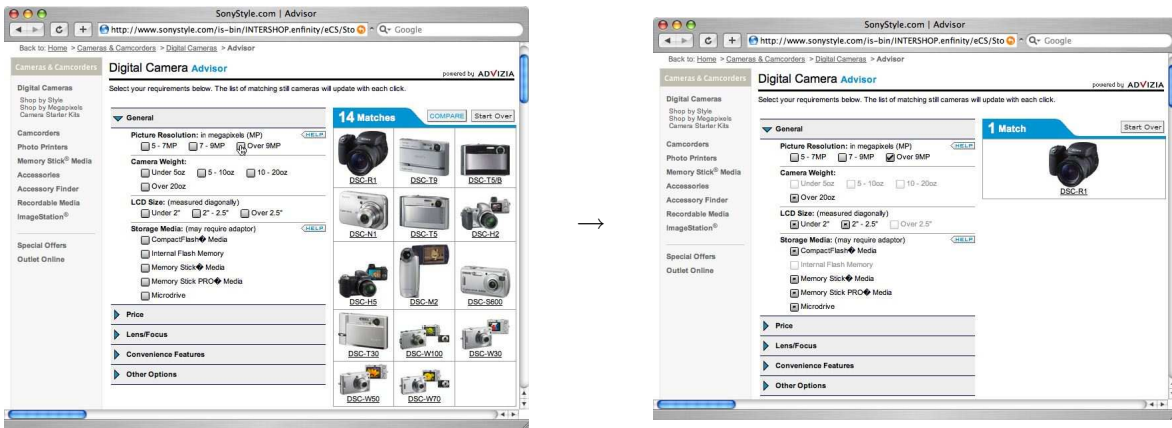 SonyStyle.com | Advisor
http://www.sonystyle.com/is-bin/INTERSHOP.enfinity/eCS/Sto
Google
Back to: Home > Cameras & Camcorders > Digital Cameras > Advisor
Cameras & Camcorders
Digital Cameras
Shop by Style
Shop by Megapixels
Camera Starter Kits
Camcorders
Photo Printers
Memory Stick® Media
Accessories
Accessory Finder
Recordable Media
ImageStation®
Special Offers
Outlet Online
Digital Camera Advisor
powered by ADVIZIA
Select your requirements below. The list of matching still cameras will update with each click.
General
Picture Resolution: in megapixels (MP) HELP
5 - 7MP 7 - 9MP Over 9MP
Camera Weight:
Under 5oz 5 - 10oz 10 - 20oz
Over 20oz
LCD Size: (measured diagonally)
Under 2" 2" - 2.5" Over 2.5"
Storage Media: (may require adaptor) HELP
CompactFlash� Media
Internal Flash Memory
Memory Stick� Media
Memory Stick PRO� Media
Microdrive
Price
Lens/Focus
Convenience Features
Other Options
14 Matches COMPARE Start Over
DSC-R1 DSC-T9 DSC-T5/B
DSC-N1 DSC-T5 DSC-H2
DSC-H5 DSC-M2 DSC-S600
DSC-T30 DSC-W100 DSC-W30
DSC-W50 DSC-W70
→
SonyStyle.com | Advisor
http://www.sonystyle.com/is-bin/INTERSHOP.enfinity/eCS/Sto
Google
Back to: Home > Cameras & Camcorders > Digital Cameras > Advisor
Cameras & Camcorders
Digital Cameras
Shop by Style
Shop by Megapixels
Camera Starter Kits
Camcorders
Photo Printers
Memory Stick® Media
Accessories
Accessory Finder
Recordable Media
ImageStation®
Special Offers
Outlet Online
Digital Camera Advisor
powered by ADVIZIA
Select your requirements below. The list of matching still cameras will update with each click.
General
Picture Resolution: in megapixels (MP) HELP
5 - 7MP 7 - 9MP Over 9MP
Camera Weight:
Under 5oz 5 - 10oz 10 - 20oz
Over 20oz
LCD Size: (measured diagonally)
Under 2" 2" - 2.5" Over 2.5"
Storage Media: (may require adaptor) HELP
CompactFlash� Media
Internal Flash Memory
Memory Stick� Media
Memory Stick PRO� Media
Microdrive
Price
Lens/Focus
Convenience Features
Other Options
1 Match Start Over
DSC-R1